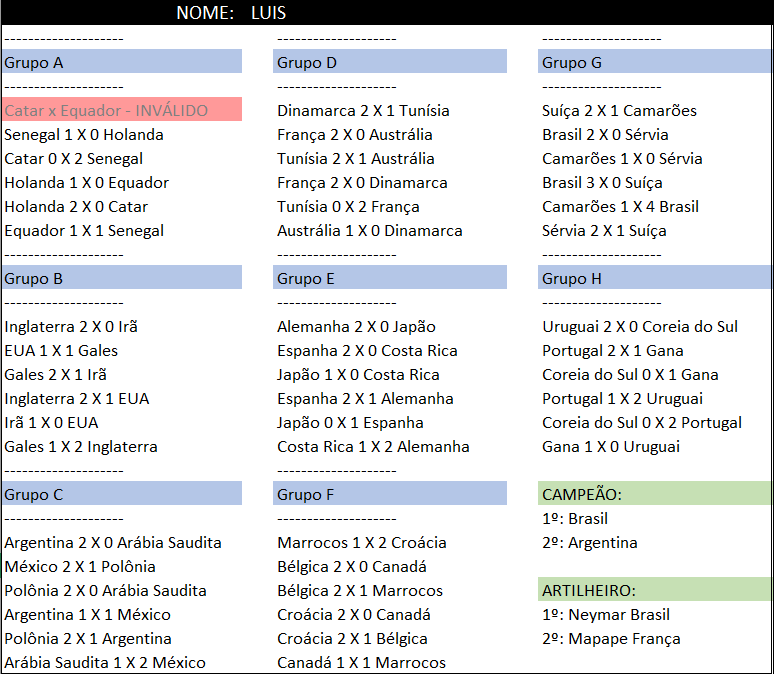 NOME: LUIS
--------------------
Grupo A
--------------------
Catar x Equador - INVÁLIDO
Senegal 1 X 0 Holanda
Catar 0 X 2 Senegal
Holanda 1 X 0 Equador
Holanda 2 X 0 Catar
Equador 1 X 1 Senegal
--------------------
Grupo B
--------------------
Inglaterra 2 X 0 Irã
EUA 1 X 1 Gales
Gales 2 X 1 Irã
Inglaterra 2 X 1 EUA
Irã 1 X 0 EUA
Gales 1 X 2 Inglaterra
--------------------
Grupo C
--------------------
Argentina 2 X 0 Arábia Saudita
México 2 X 1 Polônia
Polônia 2 X 0 Arábia Saudita
Argentina 1 X 1 México
Polônia 2 X 1 Argentina
Arábia Saudita 1 X 2 México
--------------------
Grupo D
--------------------
Dinamarca 2 X 1 Tunísia
França 2 X 0 Austrália
Tunísia 2 X 1 Austrália
França 2 X 0 Dinamarca
Tunísia 0 X 2 França
Austrália 1 X 0 Dinamarca
--------------------
Grupo E
--------------------
Alemanha 2 X 0 Japão
Espanha 2 X 0 Costa Rica
Japão 1 X 0 Costa Rica
Espanha 2 X 1 Alemanha
Japão 0 X 1 Espanha
Costa Rica 1 X 2 Alemanha
--------------------
Grupo F
--------------------
Marrocos 1 X 2 Croácia
Bélgica 2 X 0 Canadá
Bélgica 2 X 1 Marrocos
Croácia 2 X 0 Canadá
Croácia 2 X 1 Bélgica
Canadá 1 X 1 Marrocos
--------------------
Grupo G
--------------------
Suíça 2 X 1 Camarões
Brasil 2 X 0 Sérvia
Camarões 1 X 0 Sérvia
Brasil 3 X 0 Suíça
Camarões 1 X 4 Brasil
Sérvia 2 X 1 Suíça
--------------------
Grupo H
--------------------
Uruguai 2 X 0 Coreia do Sul
Portugal 2 X 1 Gana
Coreia do Sul 0 X 1 Gana
Portugal 1 X 2 Uruguai
Coreia do Sul 0 X 2 Portugal
Gana 1 X 0 Uruguai
CAMPEÃO:
1º: Brasil
2º: Argentina
ARTILHEIRO:
1º: Neymar Brasil
2º: Mapape França